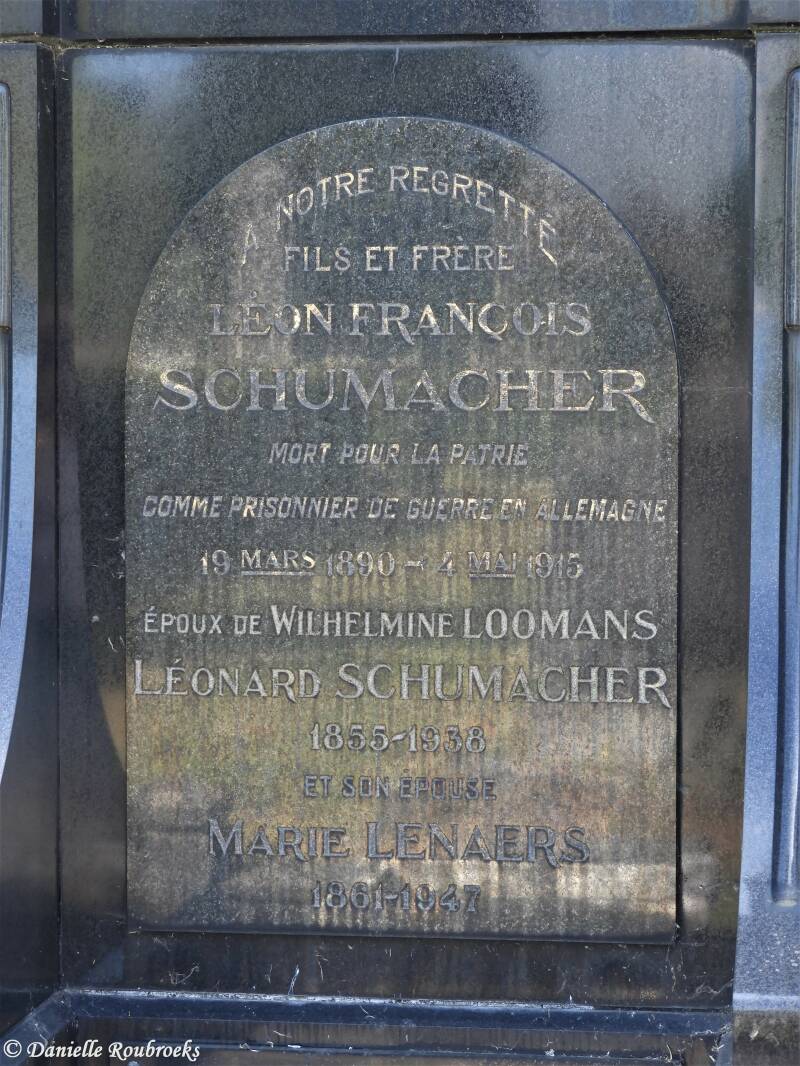 A NOTRE REGRETTÉ
FILS ET FRÈRE
LÉON FRANÇOIS
SCHUMACHER
MORT POUR LA PATRIE
COMME PRISONNIER DE GUERRE EN ALLEMAGNE
19 MARS 1890 - 4 MAI 1915
ÉPOUX DE WILHELMINE LOOMANS
LÉONARD SCHUMACHER
1855-1938
ET SON ÉPOUSE
MARIE LENAERS
1861-1947
© Danielle Roubroeks